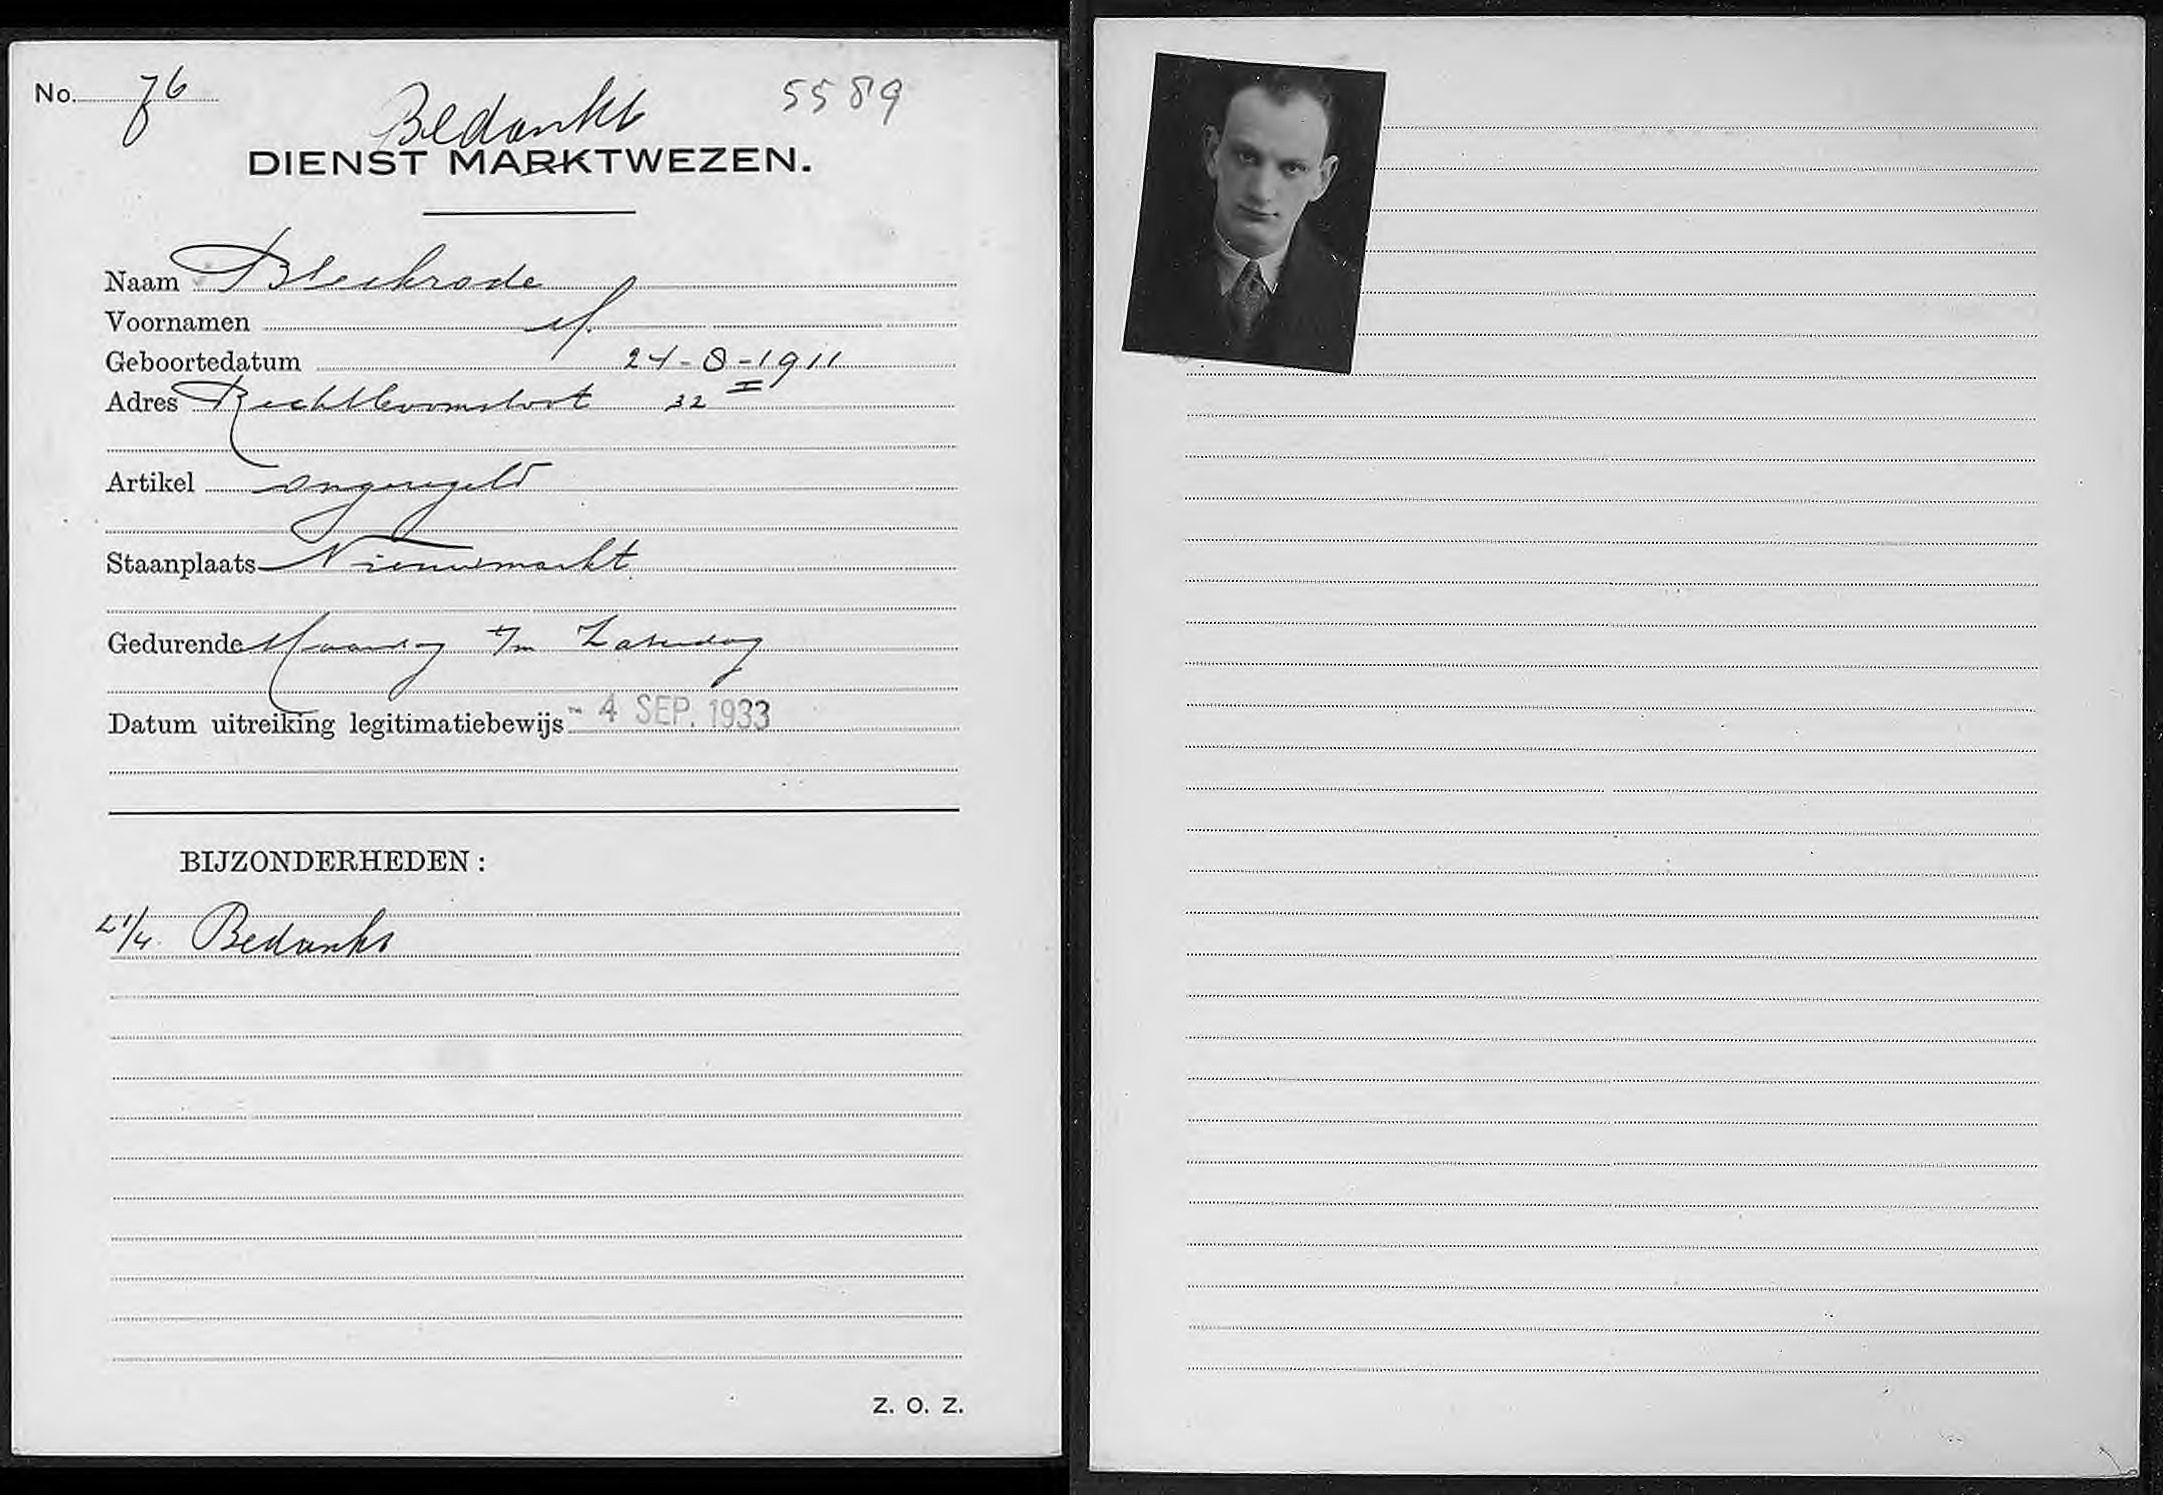 No. 76
Bedankt
5589
DIENST MARKTWEZEN.
Naam Bleekrode
Voornamen
Geboortedatum 24-8-1911
Adres Rechtboomsloot 32 I
Artikel ongeregeld
Staanplaats Nieuwmarkt
Gedurende Maandag t/m Zaterdag
Datum uitreiking legitimatiebewijs - 4 SEP. 1933
BIJZONDERHEDEN:
Bedankt
Z. O. Z.